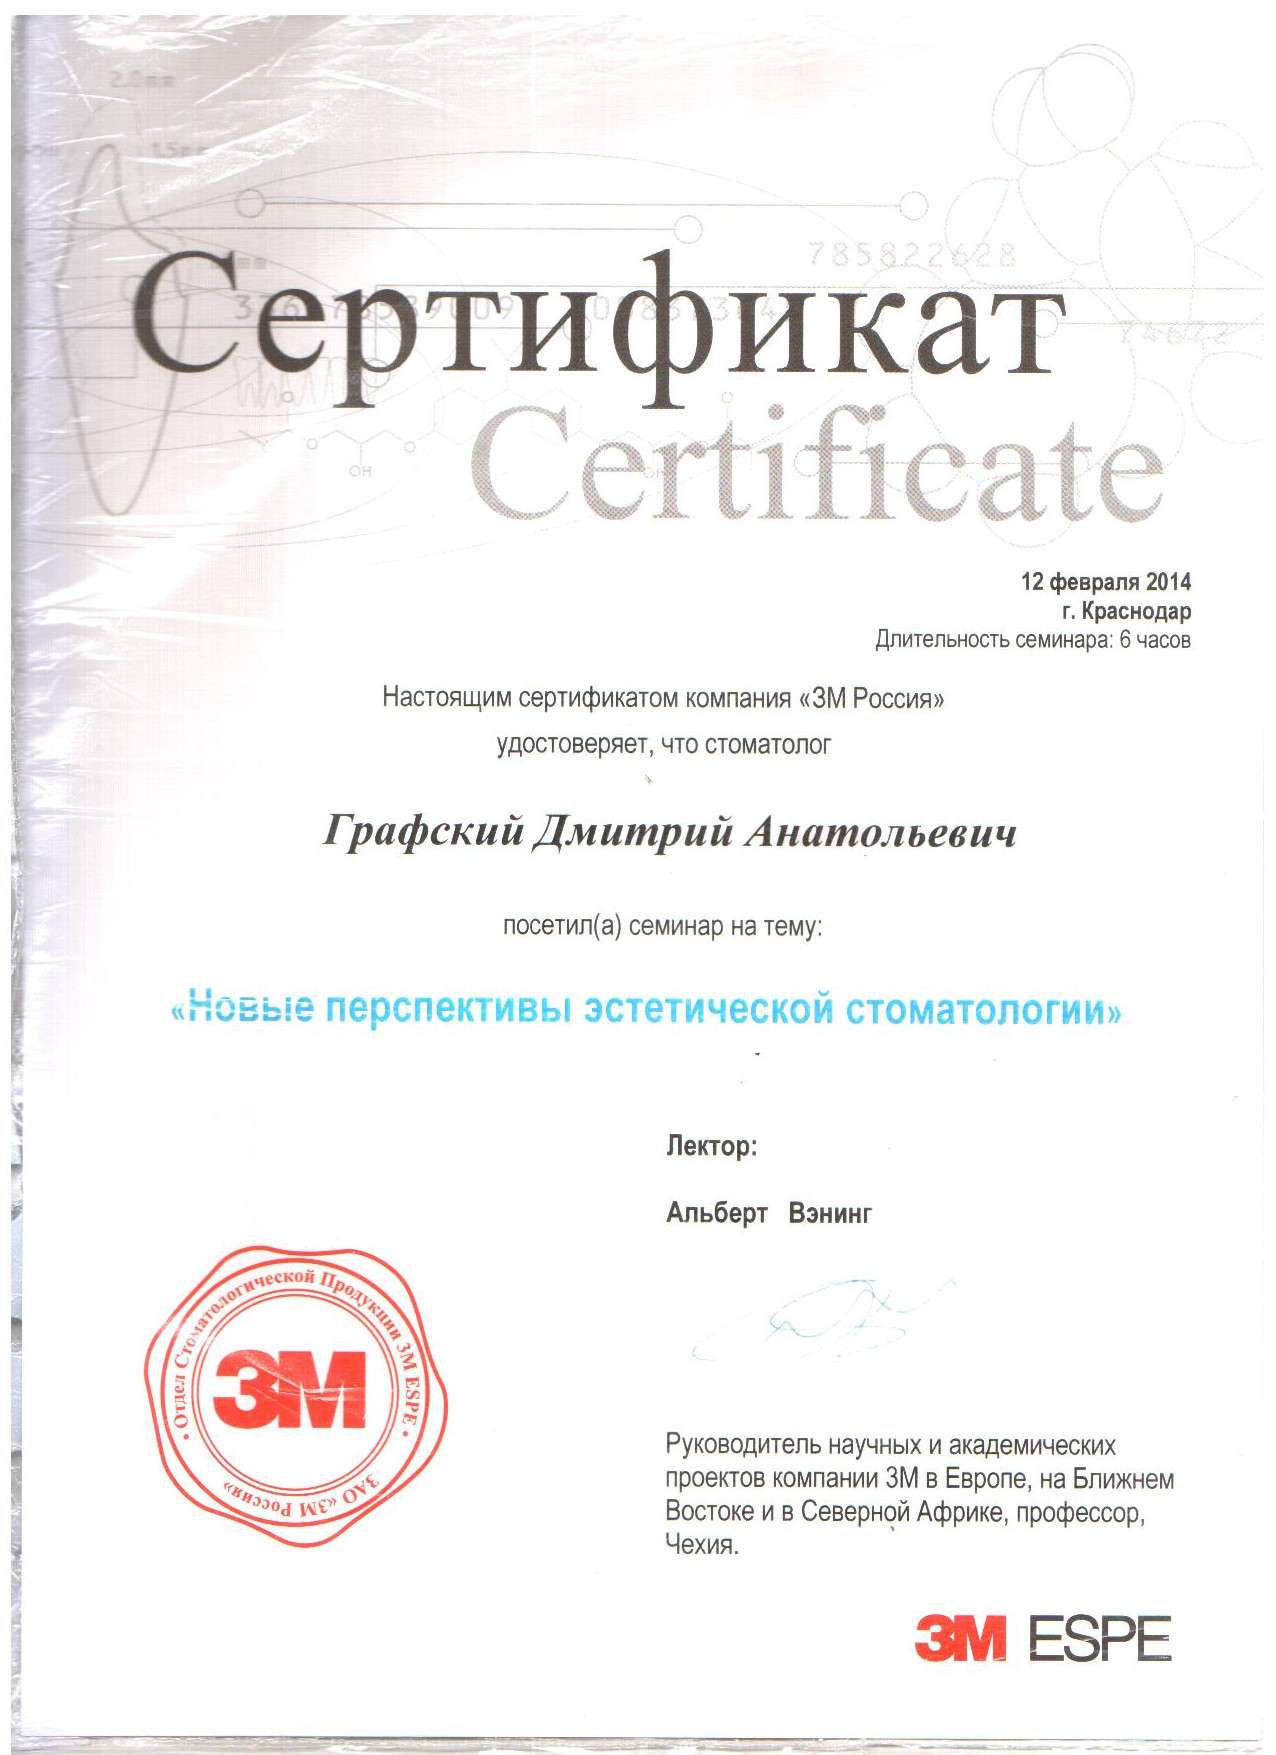 2.0mm
1.5mm
785822628
74672
Сертификат
Certificate
OH
12 февраля 2014
г. Краснодар
Длительность семинара: 6 часов
Настоящим сертификатом компания «3М Россия»
удостоверяет, что стоматолог
Графский Дмитрий Анатольевич
посетил(а) семинар на тему:
«Новые перспективы эстетической стоматологии»
Лектор:
Альберт Вэнинг
• Отдел Стоматологической Продукции 3M ESPE •
3M
ЗАО «3М Россия»
Руководитель научных и академических
проектов компании 3М в Европе, на Ближнем
Востоке и в Северной Африке, профессор,
Чехия.
3M ESPE